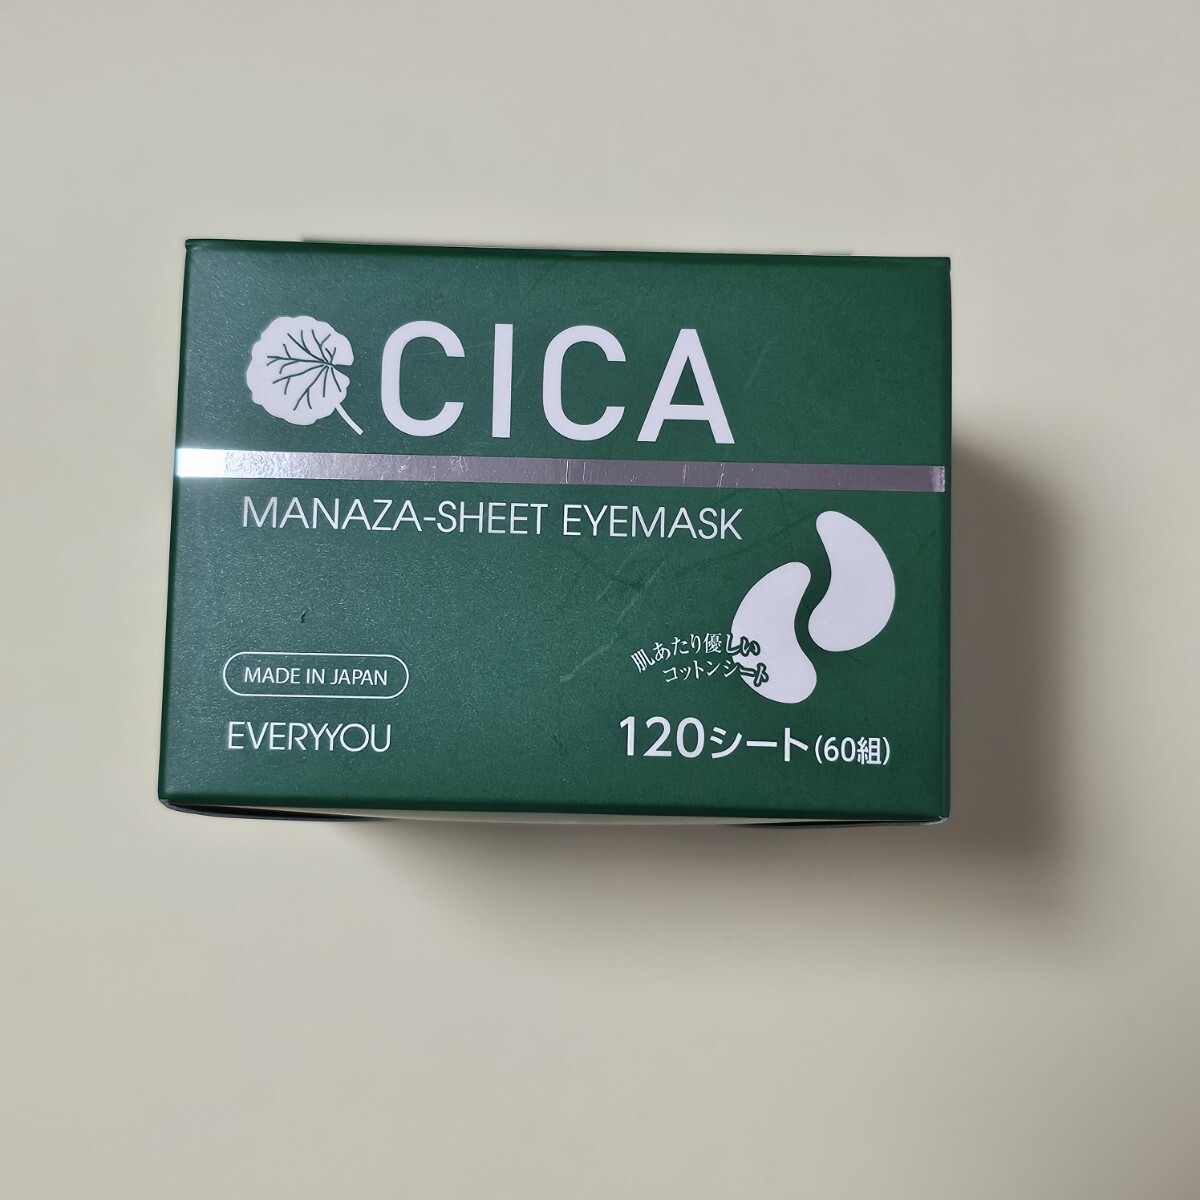 CICA
MANAZA-SHEET EYEMASK
肌あたり優しい
コットンシート
MADE IN JAPAN
EVERYYOU
120シート(60組)